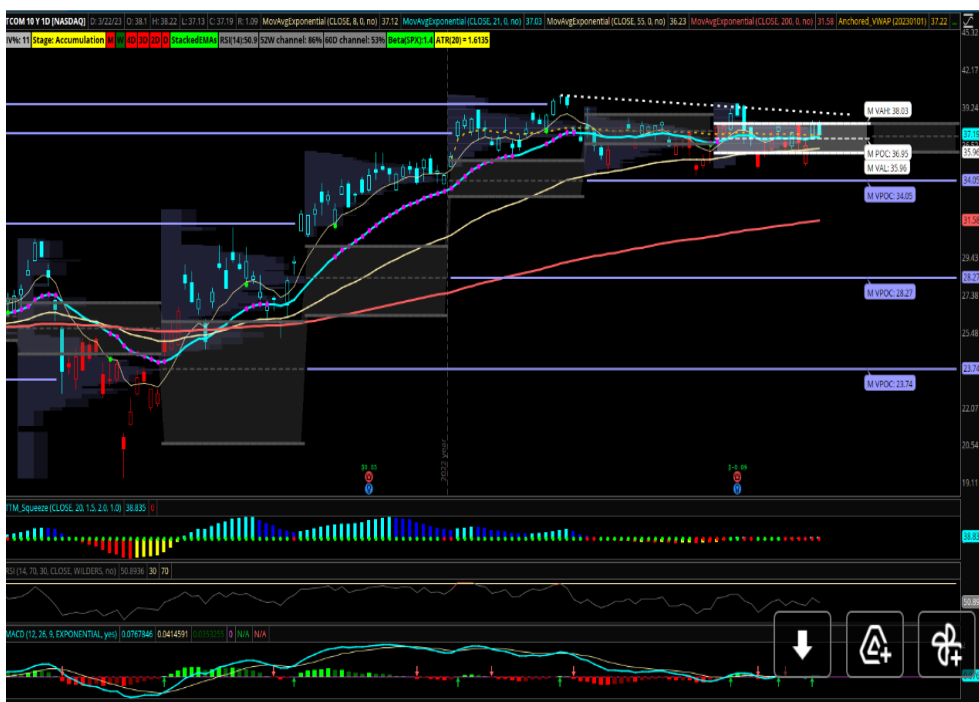 TCOM 10 Y 1D [NASDAQ] D: 3/22/23 O: 38.1 H: 38.22 L: 37.13 C: 37.19 R: 1.09 MovAvgExponential (CLOSE, 8, 0, no) 37.12 MovAvgExponential (CLOSE, 21, 0, no) 37.03 MovAvgExponential (CLOSE, 55, 0, no) 36.23 MovAvgExponential (CLOSE, 200, 0, no) 31.58 Anchored_VWAP (20230101) 37.22
IV%: 11 Stage: Accumulation M W 4D 3D 2D D StackedEMAs RSI(14):50.9 52W channel: 86% 60D channel: 53% Beta(SPX):1.4 ATR(20) = 1.6135
45.32
42.17
39.24
M VAH: 38.03
37.19
M POC: 36.95
35.96
M VAL: 35.96
34.05
M VPOC: 34.05
31.58
29.43
28.27
M VPOC: 28.27
27.38
25.48
23.74
M VPOC: 23.74
22.07
20.54
19.11
2022 year
TTM_Squeeze (CLOSE, 20, 1.5, 2.0, 1.0) 38.835 0
38.83
RSI (14, 70, 30, CLOSE, WILDERS, no) 50.8936 30 70
50.89
MACD (12, 26, 9, EXPONENTIAL, yes) 0.0767846 0.0414591 0.0353255 0 N/A N/A